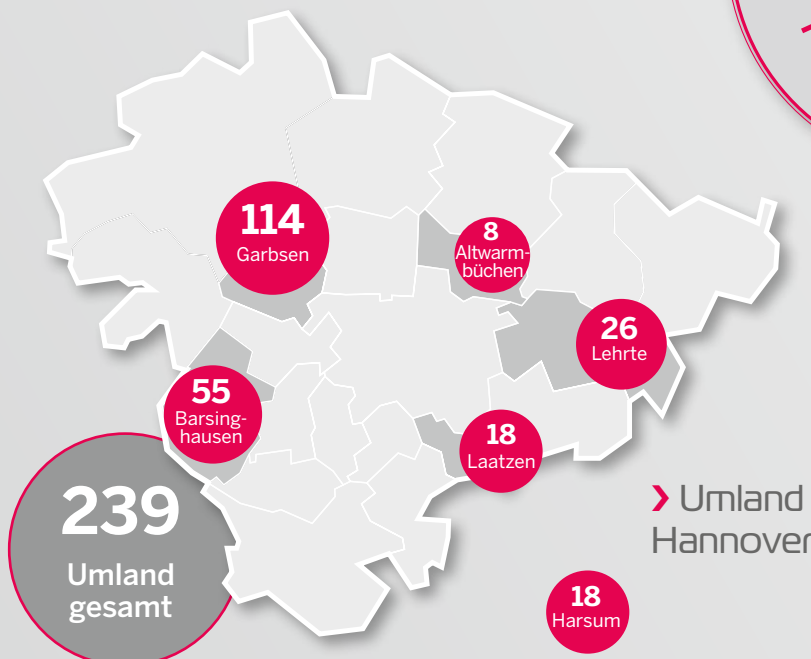 114
Garbsen
8
Altwarm-
büchen
26
Lehrte
55
Barsing-
hausen
18
Laatzen
239
Umland
gesamt
› Umland
Hannover
18
Harsum